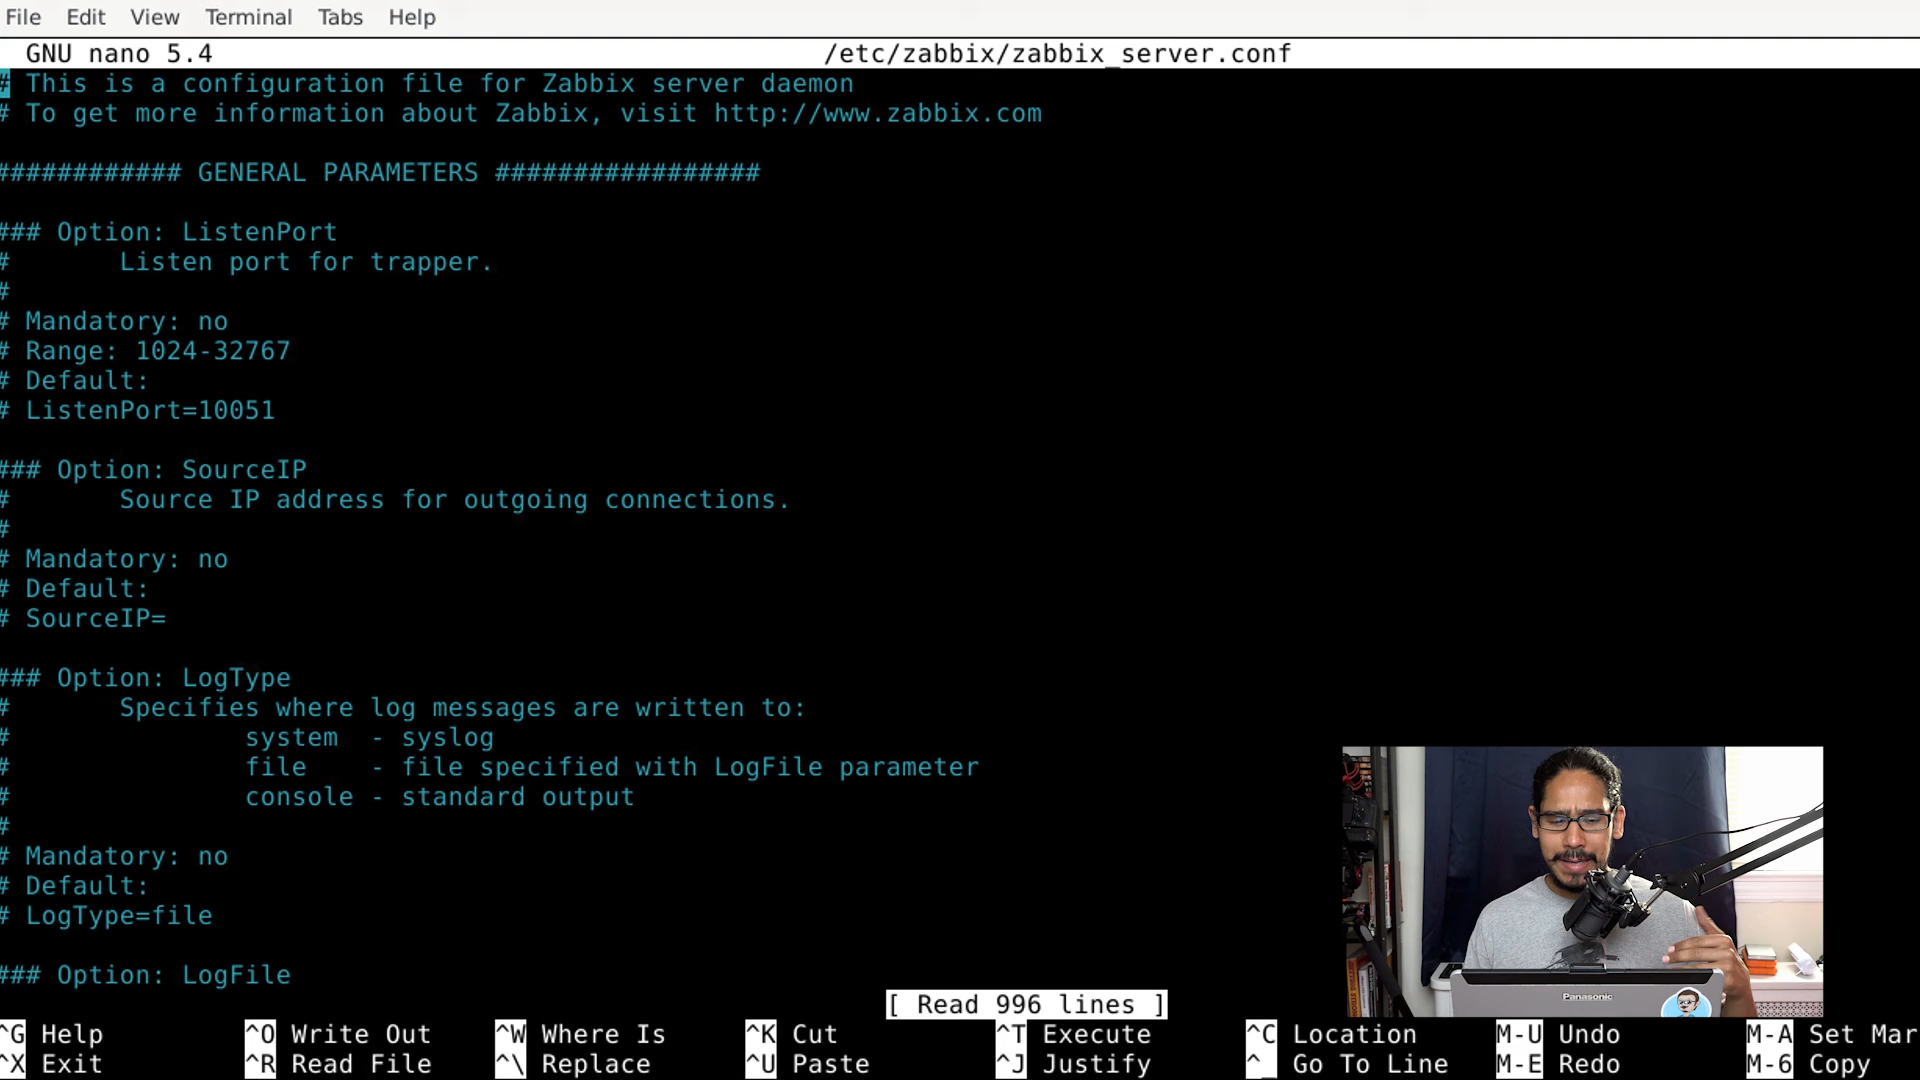 File Edit View Terminal Tabs Help
GNU nano 5.4 /etc/zabbix/zabbix_server.conf
# This is a configuration file for Zabbix server daemon
# To get more information about Zabbix, visit http://www.zabbix.com
############ GENERAL PARAMETERS #################
### Option: ListenPort
# Listen port for trapper.
#
# Mandatory: no
# Range: 1024-32767
# Default:
# ListenPort=10051
### Option: SourceIP
# Source IP address for outgoing connections.
#
# Mandatory: no
# Default:
# SourceIP=
### Option: LogType
# Specifies where log messages are written to:
# system - syslog
# file - file specified with LogFile parameter
# console - standard output
#
# Mandatory: no
# Default:
# LogType=file
### Option: LogFile
Panasonic
[ Read 996 lines ]
^G Help ^O Write Out ^W Where Is ^K Cut ^T Execute ^C Location M-U Undo M-A Set Mar
^X Exit ^R Read File ^\ Replace ^U Paste ^J Justify ^_ Go To Line M-E Redo M-6 Copy